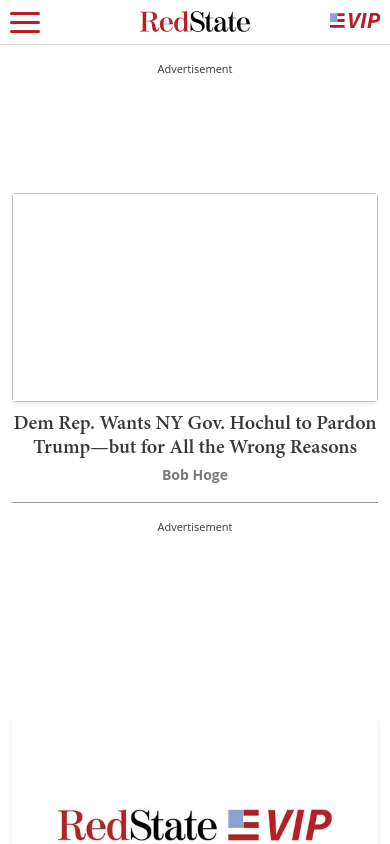 RedState VIP
Advertisement
Dem Rep. Wants NY Gov. Hochul to Pardon
Trump—but for All the Wrong Reasons
Bob Hoge
Advertisement
RedState VIP